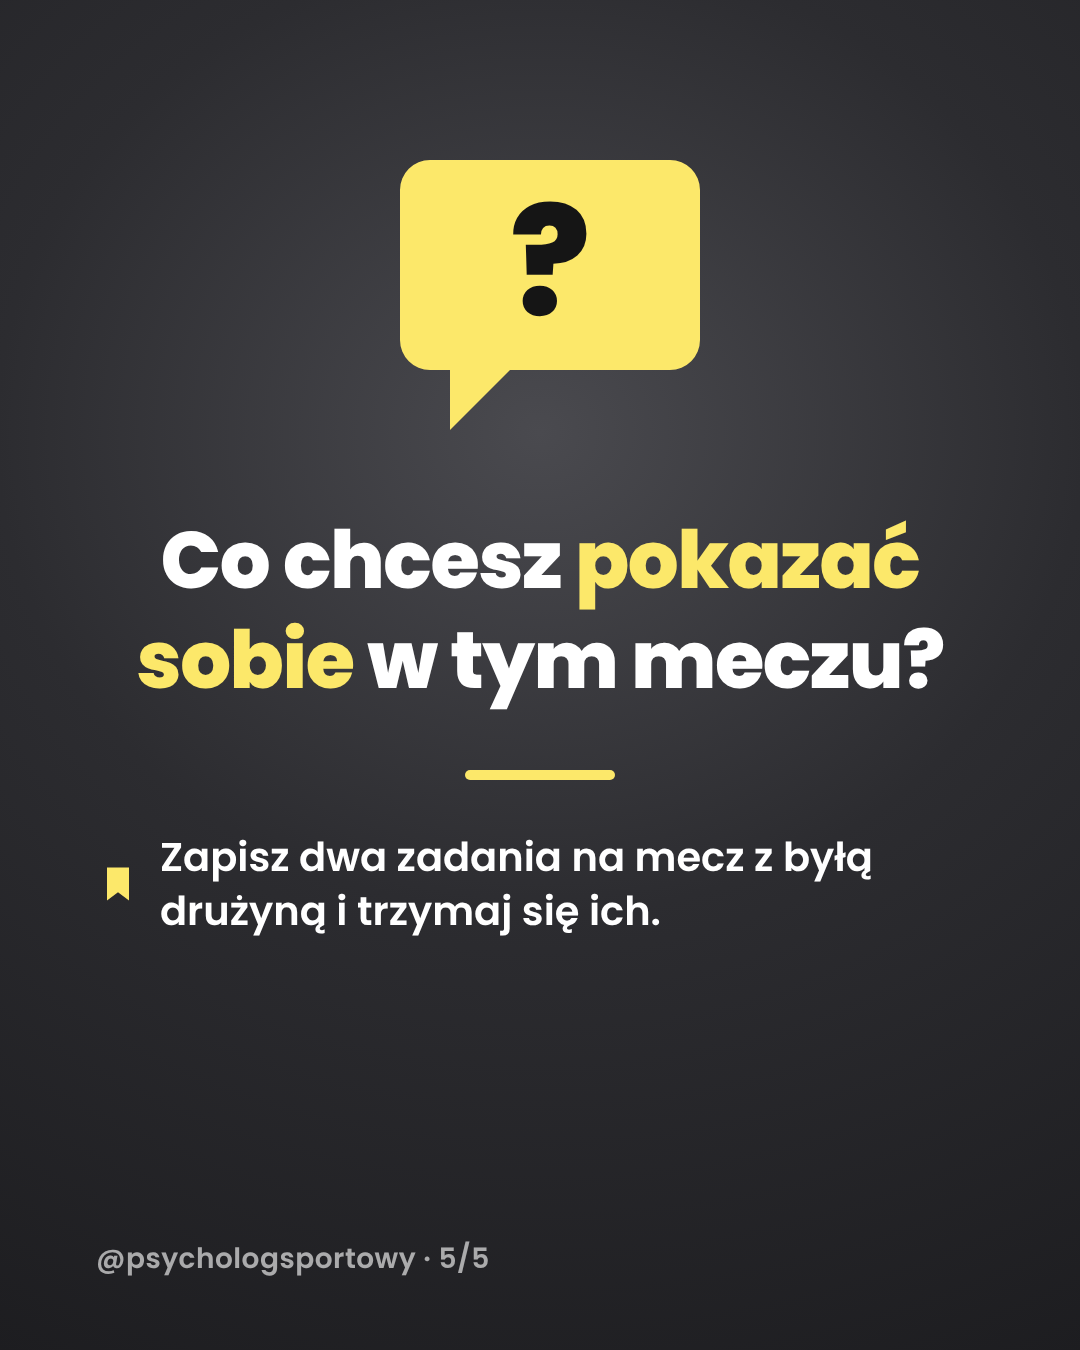 ?
Co chcesz pokazać
sobie w tym meczu?
Zapisz dwa zadania na mecz z byłą
drużyną i trzymaj się ich.
@psychologsportowy · 5/5